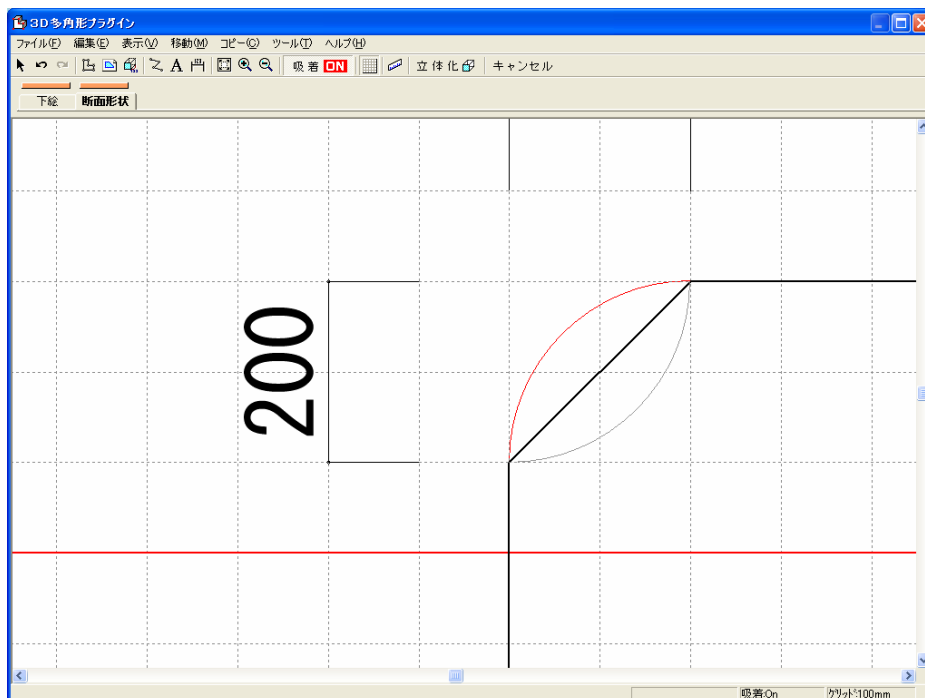 3D多角形プラグイン
ファイル(F) 編集(E) 表示(V) 移動(M) コピー(C) ツール(T) ヘルプ(H)
吸着 ON 立体化 キャンセル
下絵 断面形状
200
吸着:On グリッド:100mm